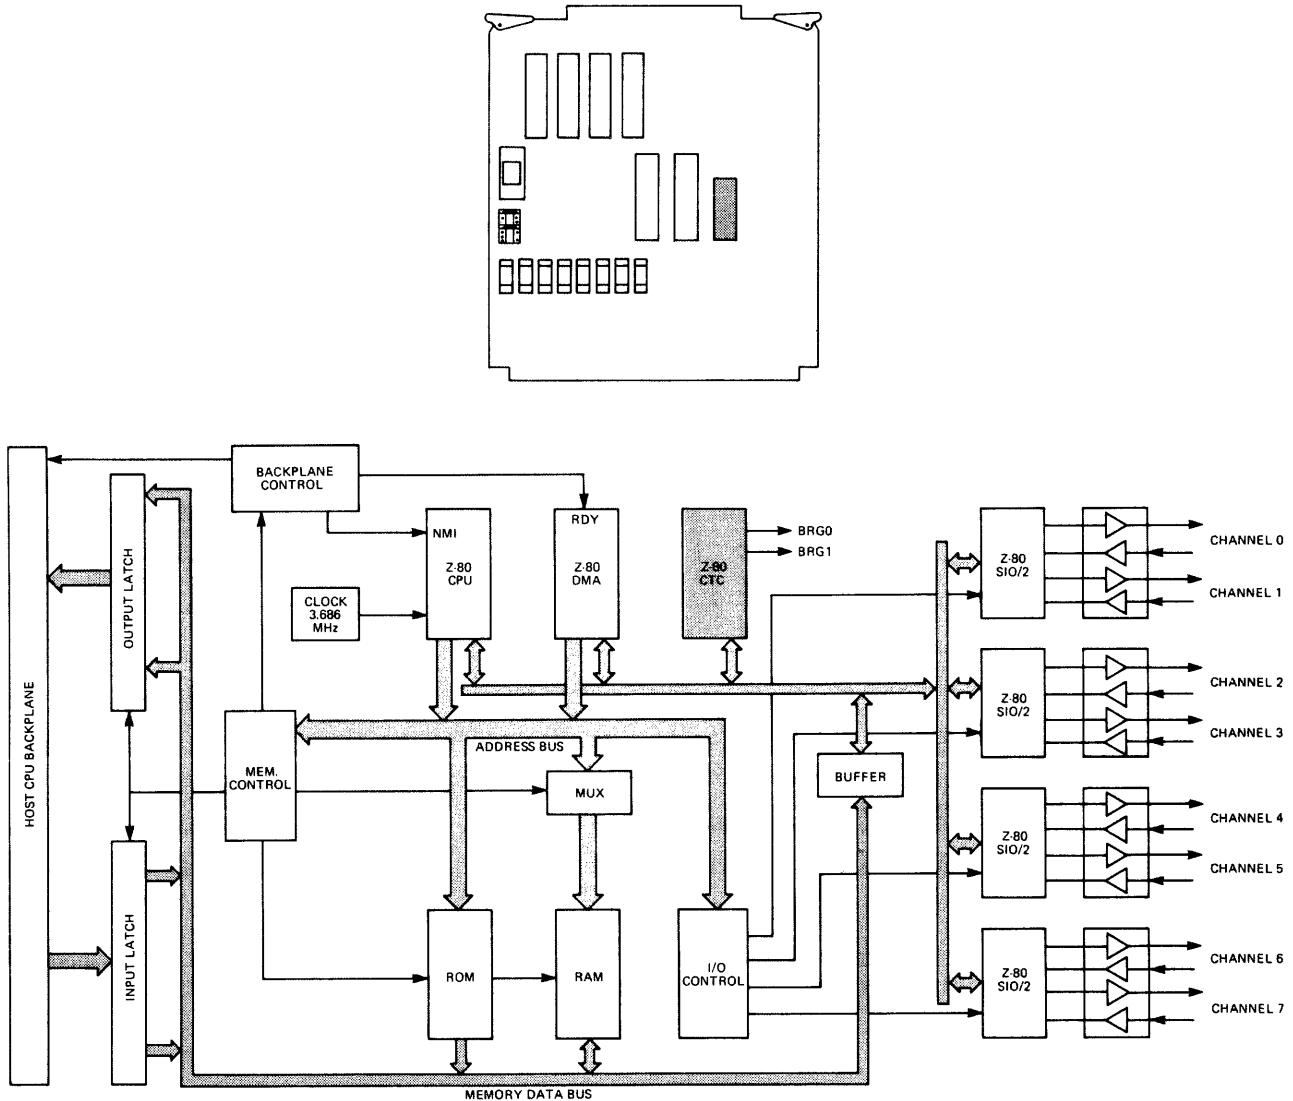 BACKPLANE
CONTROL
RDY
NMI
Z-80
CPU
Z-80
DMA
Z-80
CTC
BRG0
BRG1
CLOCK
3.686
MHz
OUTPUT LATCH
HOST CPU BACKPLANE
INPUT LATCH
MEM.
CONTROL
ADDRESS BUS
MUX
BUFFER
ROM
RAM
I/O
CONTROL
MEMORY DATA BUS
Z-80
SIO/2
CHANNEL 0
CHANNEL 1
Z-80
SIO/2
CHANNEL 2
CHANNEL 3
Z-80
SIO/2
CHANNEL 4
CHANNEL 5
Z-80
SIO/2
CHANNEL 6
CHANNEL 7